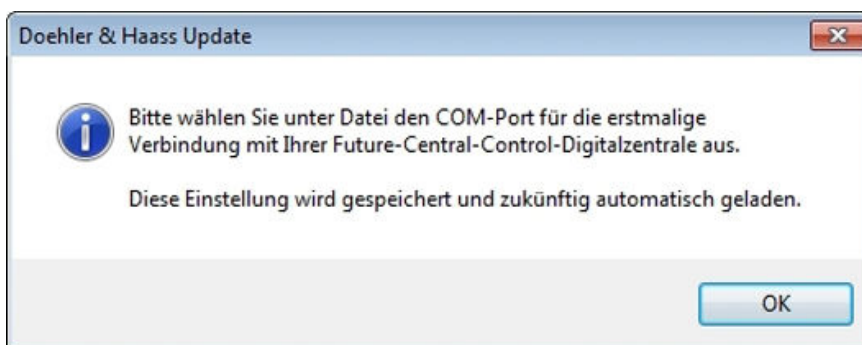 Doehler & Haass Update
Bitte wählen Sie unter Datei den COM-Port für die erstmalige
Verbindung mit Ihrer Future-Central-Control-Digitalzentrale aus.
Diese Einstellung wird gespeichert und zukünftig automatisch geladen.
OK